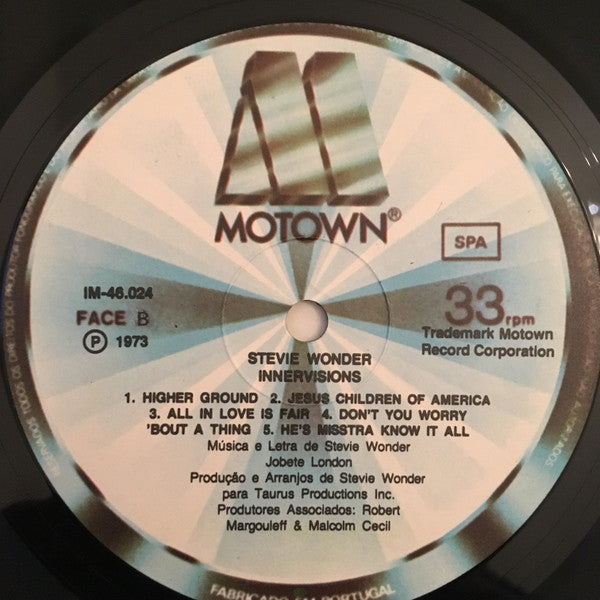 MOTOWN®
SPA
IM-46.024
FACE B
℗ 1973
33 rpm
Trademark Motown
Record Corporation
STEVIE WONDER
INNERVISIONS
1. HIGHER GROUND 2. JESUS CHILDREN OF AMERICA
3. ALL IN LOVE IS FAIR 4. DON'T YOU WORRY
'BOUT A THING 5. HE'S MISSTRA KNOW IT ALL
Música e Letra de Stevie Wonder
Jobete London
Produção e Arranjos de Stevie Wonder
para Taurus Productions Inc.
Produtores Associados: Robert
Margouleff & Malcolm Cecil
FABRICADO EM PORTUGAL